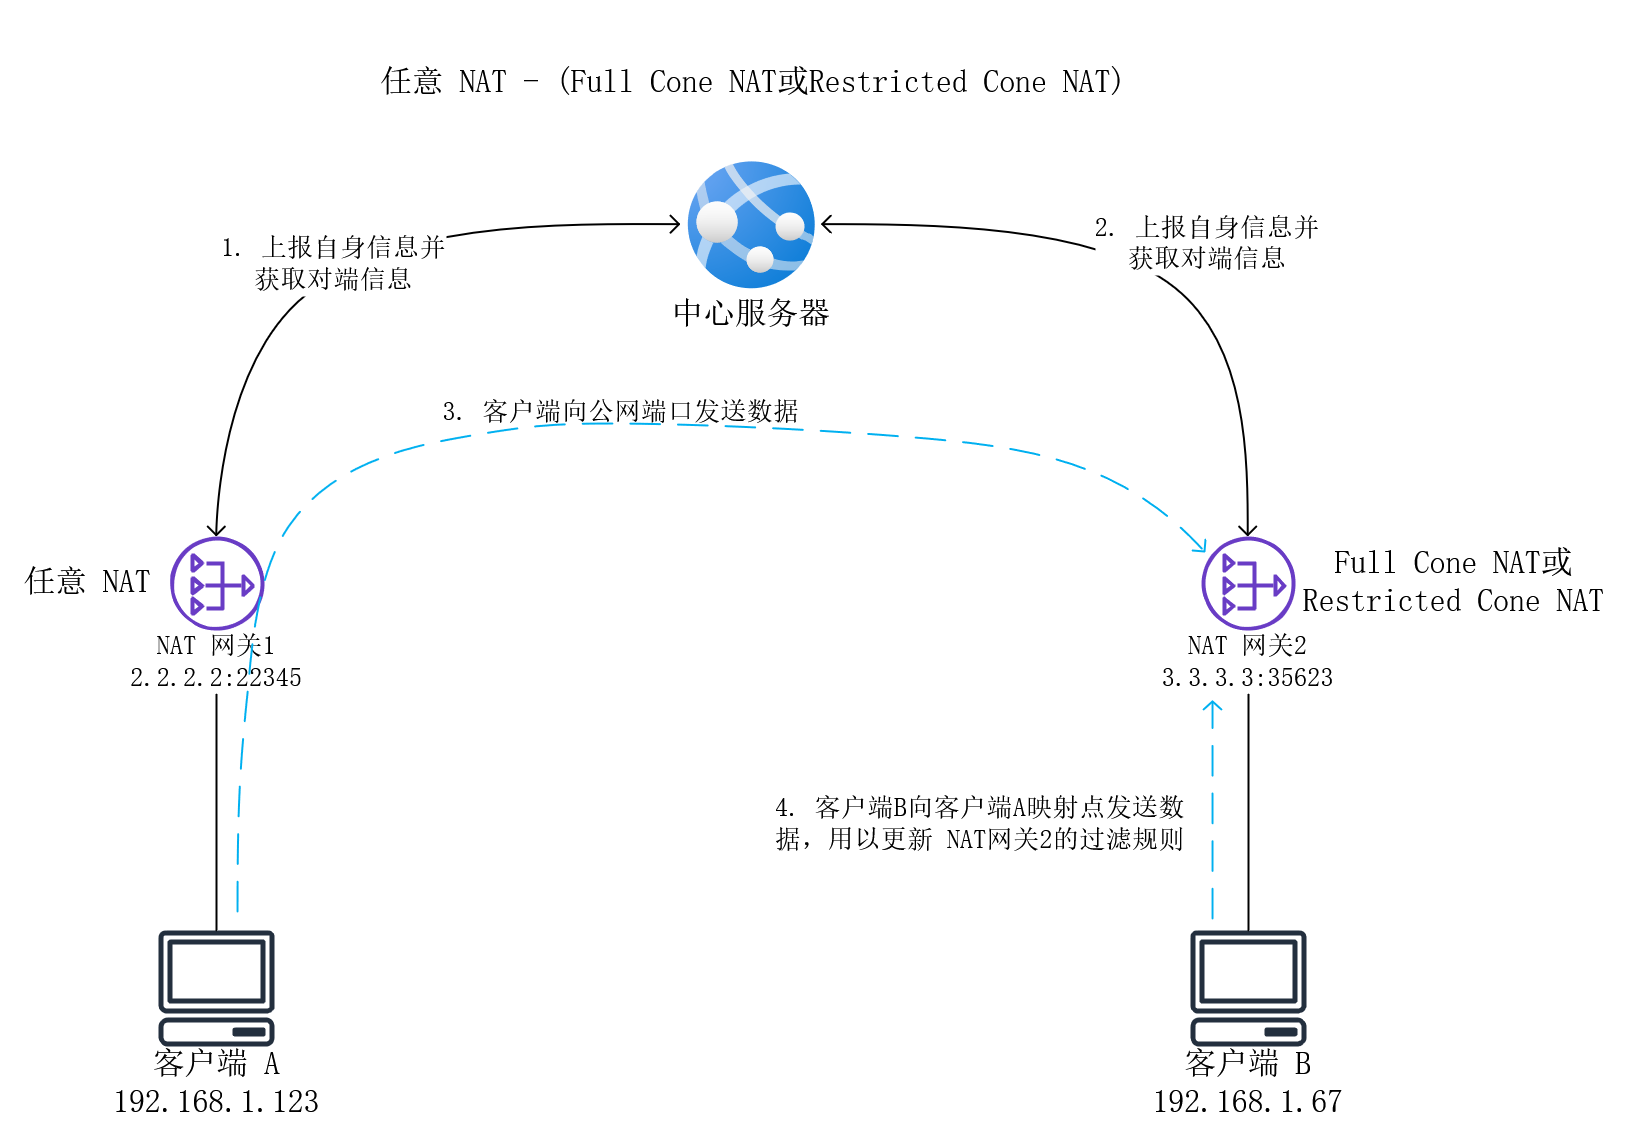 任意 NAT - (Full Cone NAT或Restricted Cone NAT)
1. 上报自身信息并
获取对端信息
2. 上报自身信息并
获取对端信息
中心服务器
3. 客户端向公网端口发送数据
任意 NAT
Full Cone NAT或
Restricted Cone NAT
NAT 网关1
2.2.2.2:22345
NAT 网关2
3.3.3.3:35623
4. 客户端B向客户端A映射点发送数
据，用以更新 NAT网关2的过滤规则
客户端 A
192.168.1.123
客户端 B
192.168.1.67